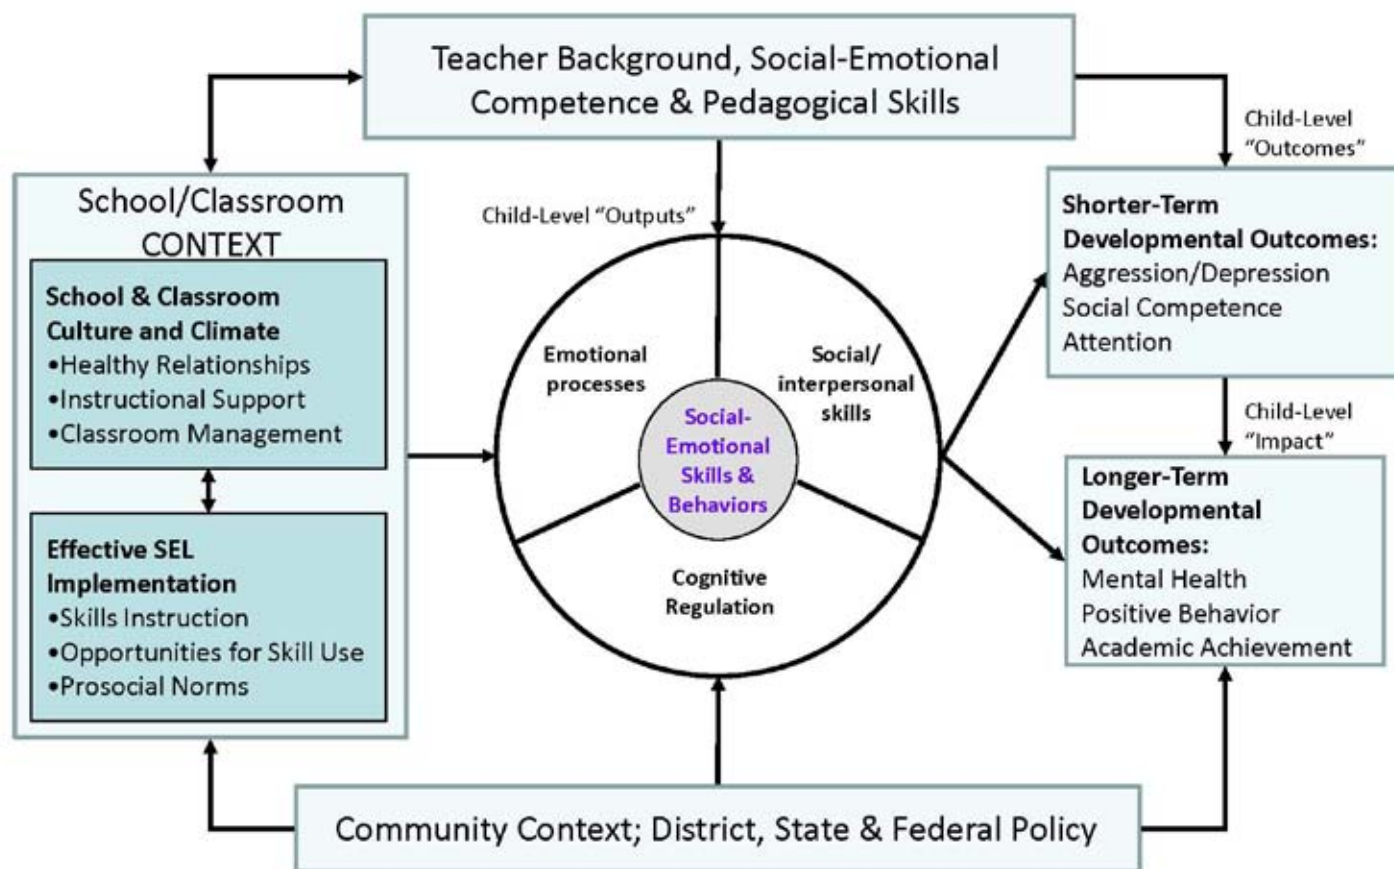 Teacher Background, Social-Emotional
Competence & Pedagogical Skills
Child-Level
"Outcomes"
School/Classroom
CONTEXT
School & Classroom
Culture and Climate
•Healthy Relationships
•Instructional Support
•Classroom Management
Effective SEL
Implementation
•Skills Instruction
•Opportunities for Skill Use
•Prosocial Norms
Child-Level "Outputs"
Emotional
processes
Social/
interpersonal
skills
Social-
Emotional
Skills &
Behaviors
Cognitive
Regulation
Shorter-Term
Developmental Outcomes:
Aggression/Depression
Social Competence
Attention
Child-Level
"Impact"
Longer-Term
Developmental
Outcomes:
Mental Health
Positive Behavior
Academic Achievement
Community Context; District, State & Federal Policy